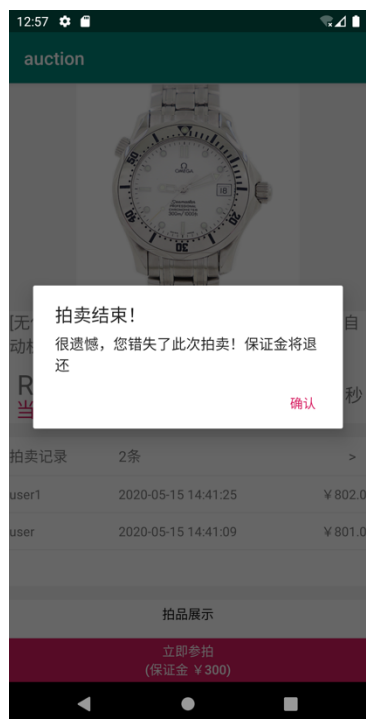 12:57
auction
OMEGA
18
拍卖结束！
很遗憾，您错失了此次拍卖！保证金将退
还
确认
[无
自
动
R
秒
当
拍卖记录 2条 >
user1 2020-05-15 14:41:25 ￥802.0
user 2020-05-15 14:41:09 ￥801.0
拍品展示
立即参拍
(保证金 ￥300)